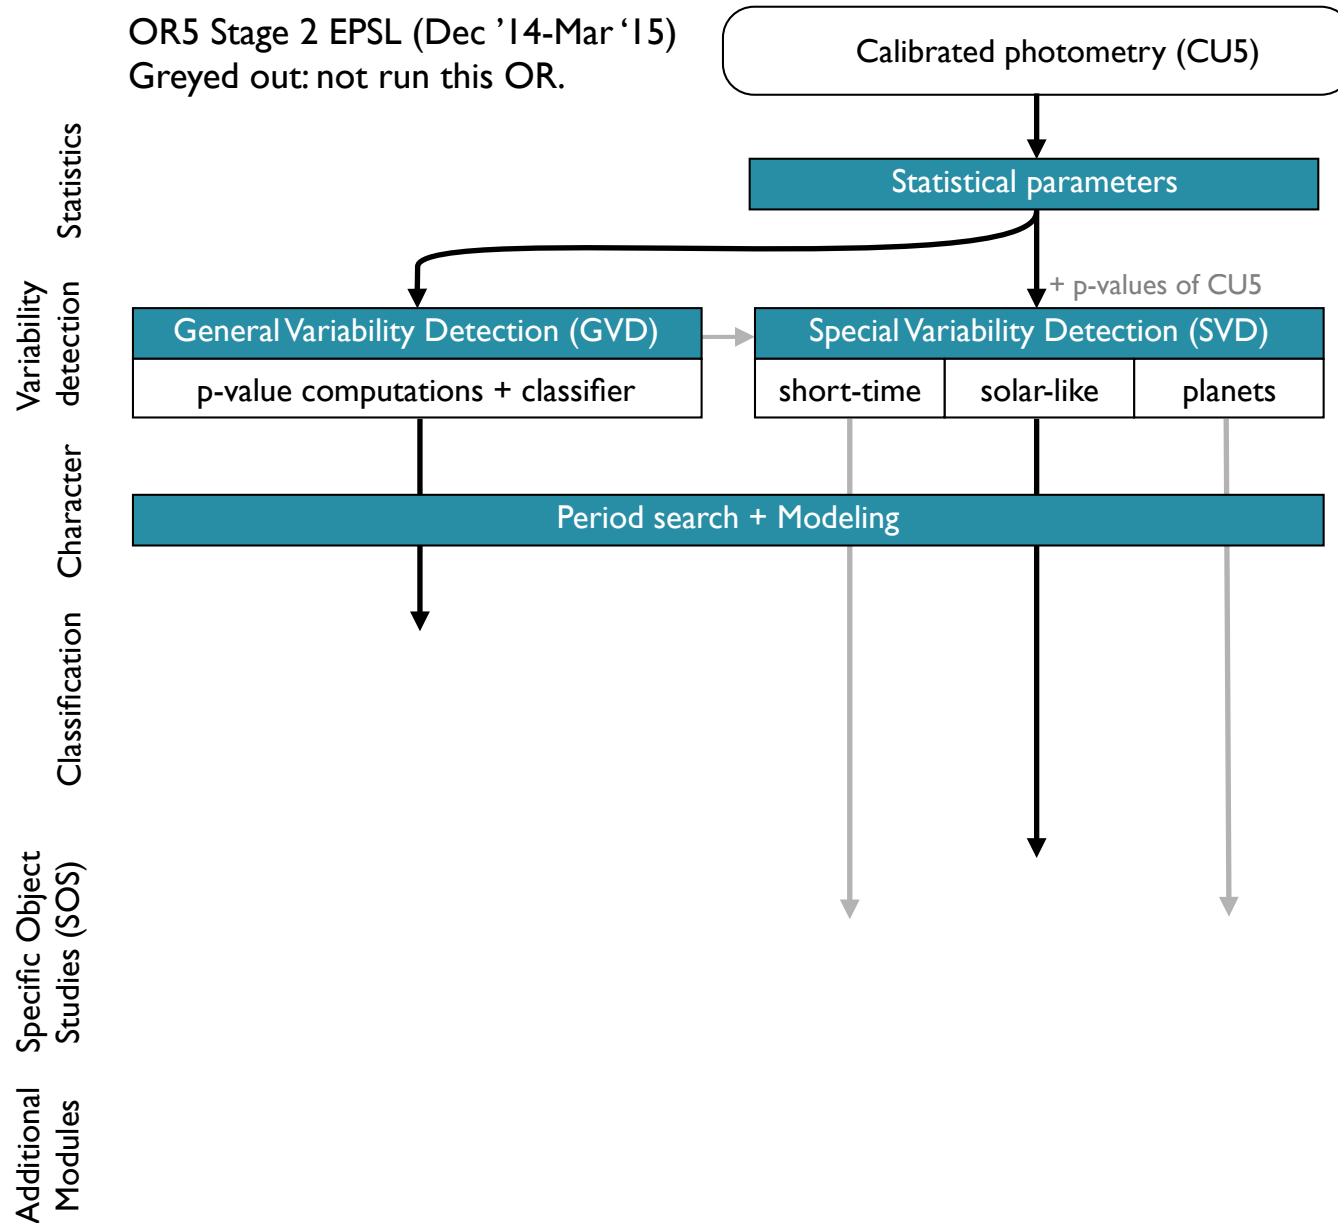 OR5 Stage 2 EPSL (Dec ’14-Mar ‘15)
Greyed out: not run this OR.
Calibrated photometry (CU5)
Statistics
Statistical parameters
+ p-values of CU5
Variability
detection
General Variability Detection (GVD)
Special Variability Detection (SVD)
p-value computations + classifier
short-time
solar-like
planets
Character
Period search + Modeling
Classification
Specific Object
Studies (SOS)
Additional
Modules